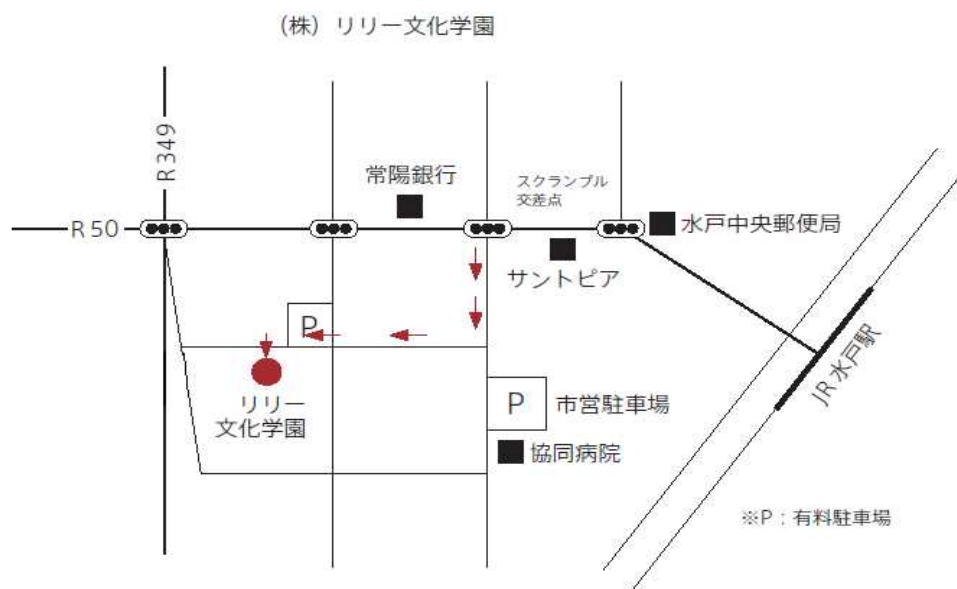 (株) リリー文化学園
R349
常陽銀行
スクランブル
交差点
R50
水戸中央郵便局
サントピア
P
JR水戸駅
リリー
文化学園
P
市営駐車場
協同病院
※P：有料駐車場